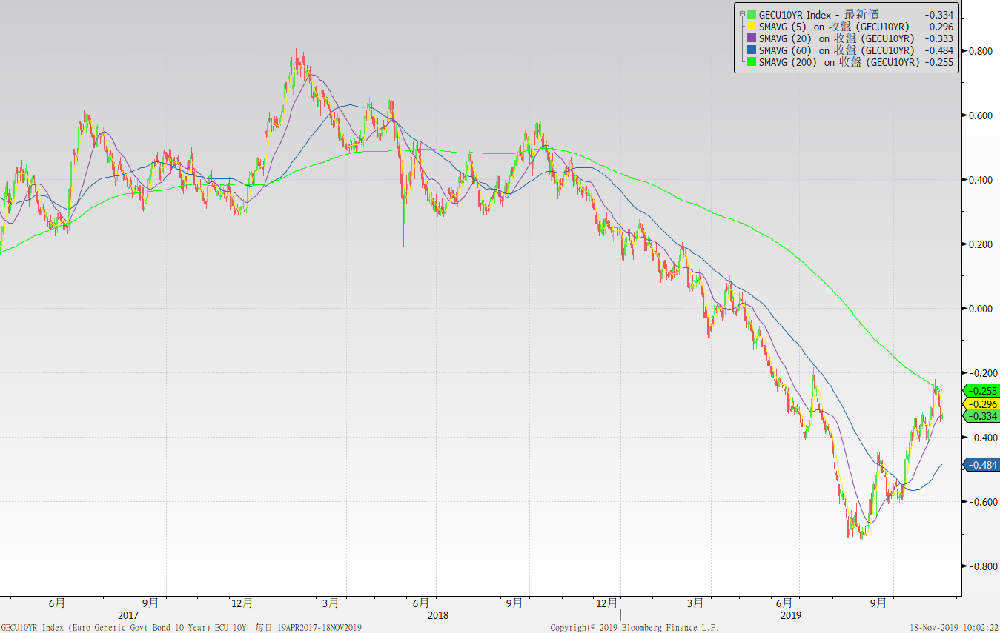 GECU10YR Index - 最新價 -0.334
SMAVG (5) on 收盤 (GECU10YR) -0.296
SMAVG (20) on 收盤 (GECU10YR) -0.333
SMAVG (60) on 收盤 (GECU10YR) -0.484
SMAVG (200) on 收盤 (GECU10YR) -0.255
0.800
0.600
0.400
0.200
0.000
-0.200
-0.255
-0.296
-0.334
-0.400
-0.484
-0.600
-0.800
6月 9月 12月 3月 6月 9月 12月 3月 6月 9月
2017 2018 2019
GECU10YR Index (Euro Generic Govt Bond 10 Year) ECU 10Y 每日 19APR2017-18NOV2019 Copyright© 2019 Bloomberg Finance L.P. 18-Nov-2019 10:02:22